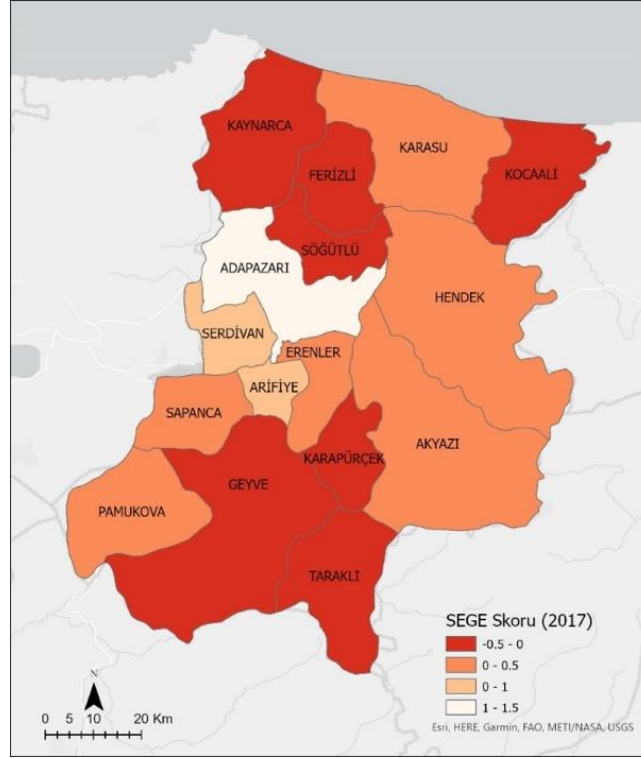 KAYNARCA
KARASU
FERİZLİ
KOCAALİ
SÖĞÜTLÜ
ADAPAZARI
HENDEK
SERDİVAN
ERENLER
ARİFİYE
SAPANCA
AKYAZI
KARAPÜRÇEK
GEYVE
PAMUKOVA
TARAKLI
SEGE Skoru (2017)
-0.5 - 0
0 - 0.5
0 - 1
1 - 1.5
N
0 5 10 20 Km
Esri, HERE, Garmin, FAO, METI/NASA, USGS